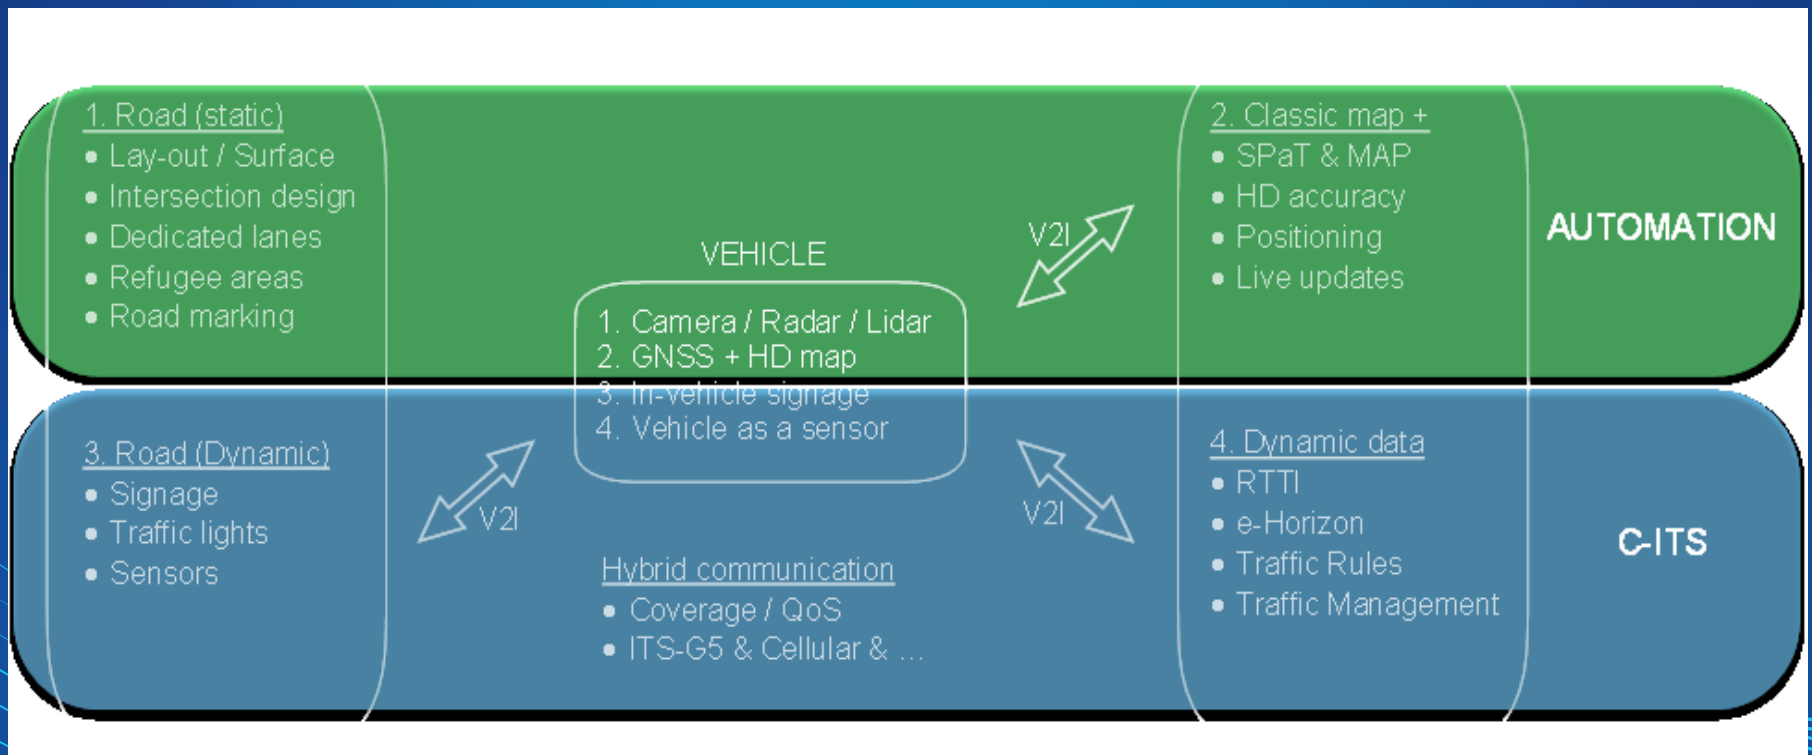 1. Road (static)
• Lay-out / Surface
• Intersection design
• Dedicated lanes
• Refugee areas
• Road marking
VEHICLE
1. Camera / Radar / Lidar
2. GNSS + HD map
3. In-vehicle signage
4. Vehicle as a sensor
V2I
2. Classic map +
• SPaT & MAP
• HD accuracy
• Positioning
• Live updates
AUTOMATION
3. Road (Dynamic)
• Signage
• Traffic lights
• Sensors
V2I
Hybrid communication
• Coverage / QoS
• ITS-G5 & Cellular & ...
V2I
4. Dynamic data
• RTTI
• e-Horizon
• Traffic Rules
• Traffic Management
C-ITS